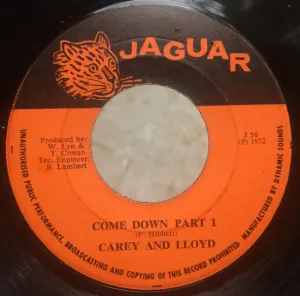 JAGUAR
Produced by:
W. Lyn &
T. Cowan
Tec. Engineer:
B. Lambert
J 56
(P) 1972
COME DOWN PART 1
(F. Hibbert)
CAREY AND LLOYD
UNAUTHORISED PUBLIC PERFORMANCE, BROADCASTING AND COPYING OF THIS RECORD PROHIBITED
MANUFACTURED BY DYNAMIC SOUNDS